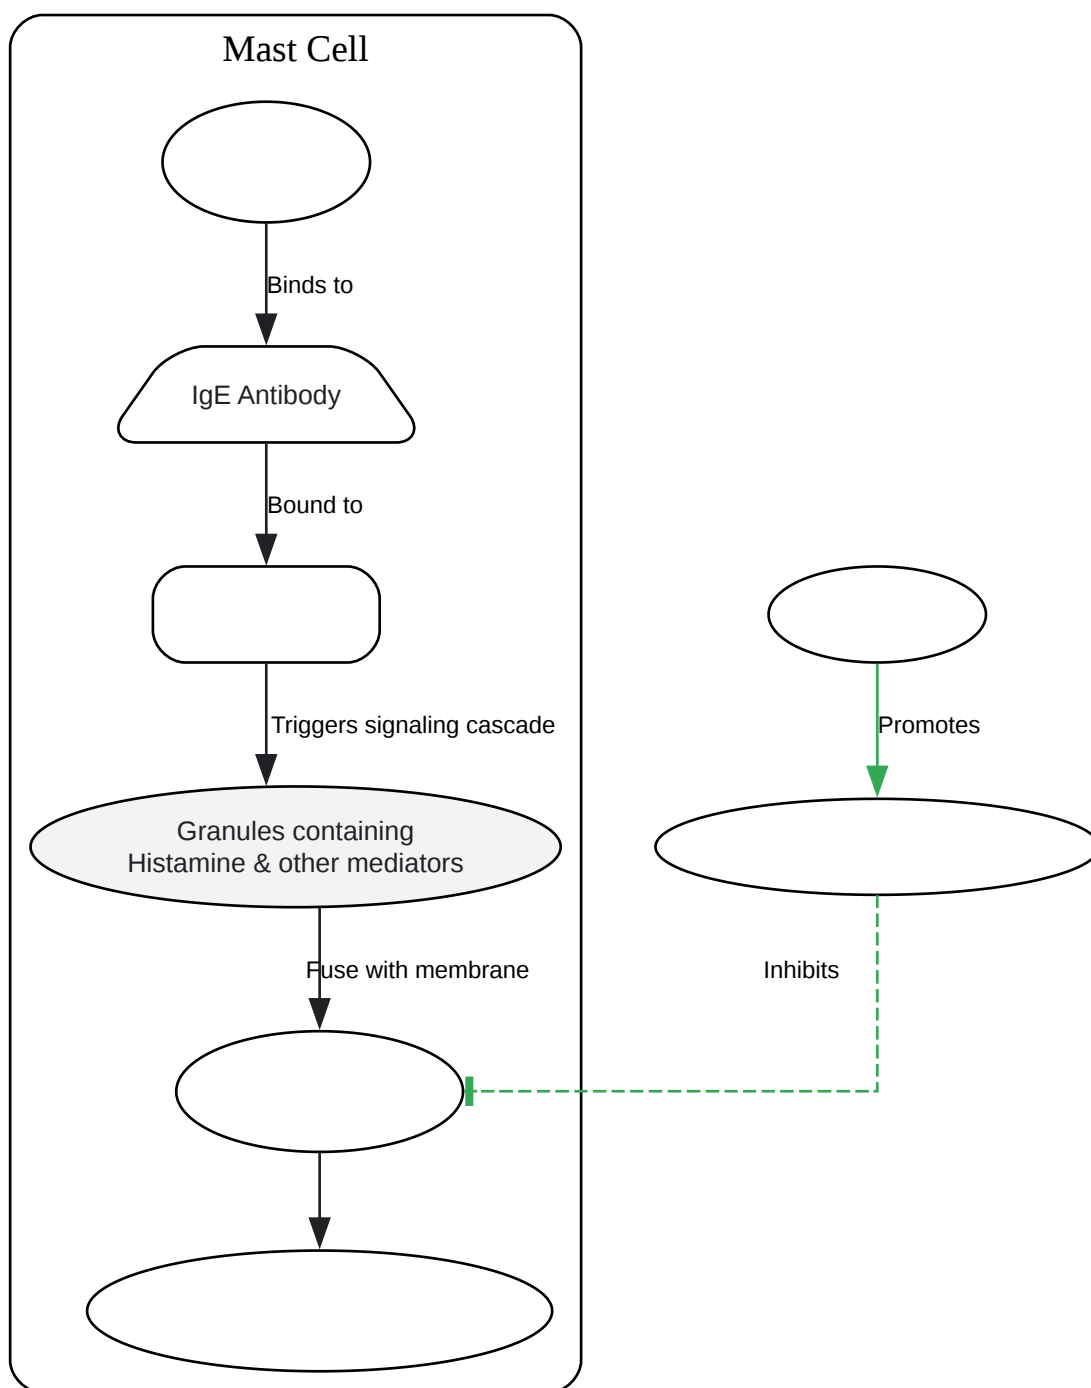 Mast Cell
Binds to
IgE Antibody
Bound to
Triggers signaling cascade
Promotes
Granules containing
Histamine & other mediators
Fuse with membrane
Inhibits